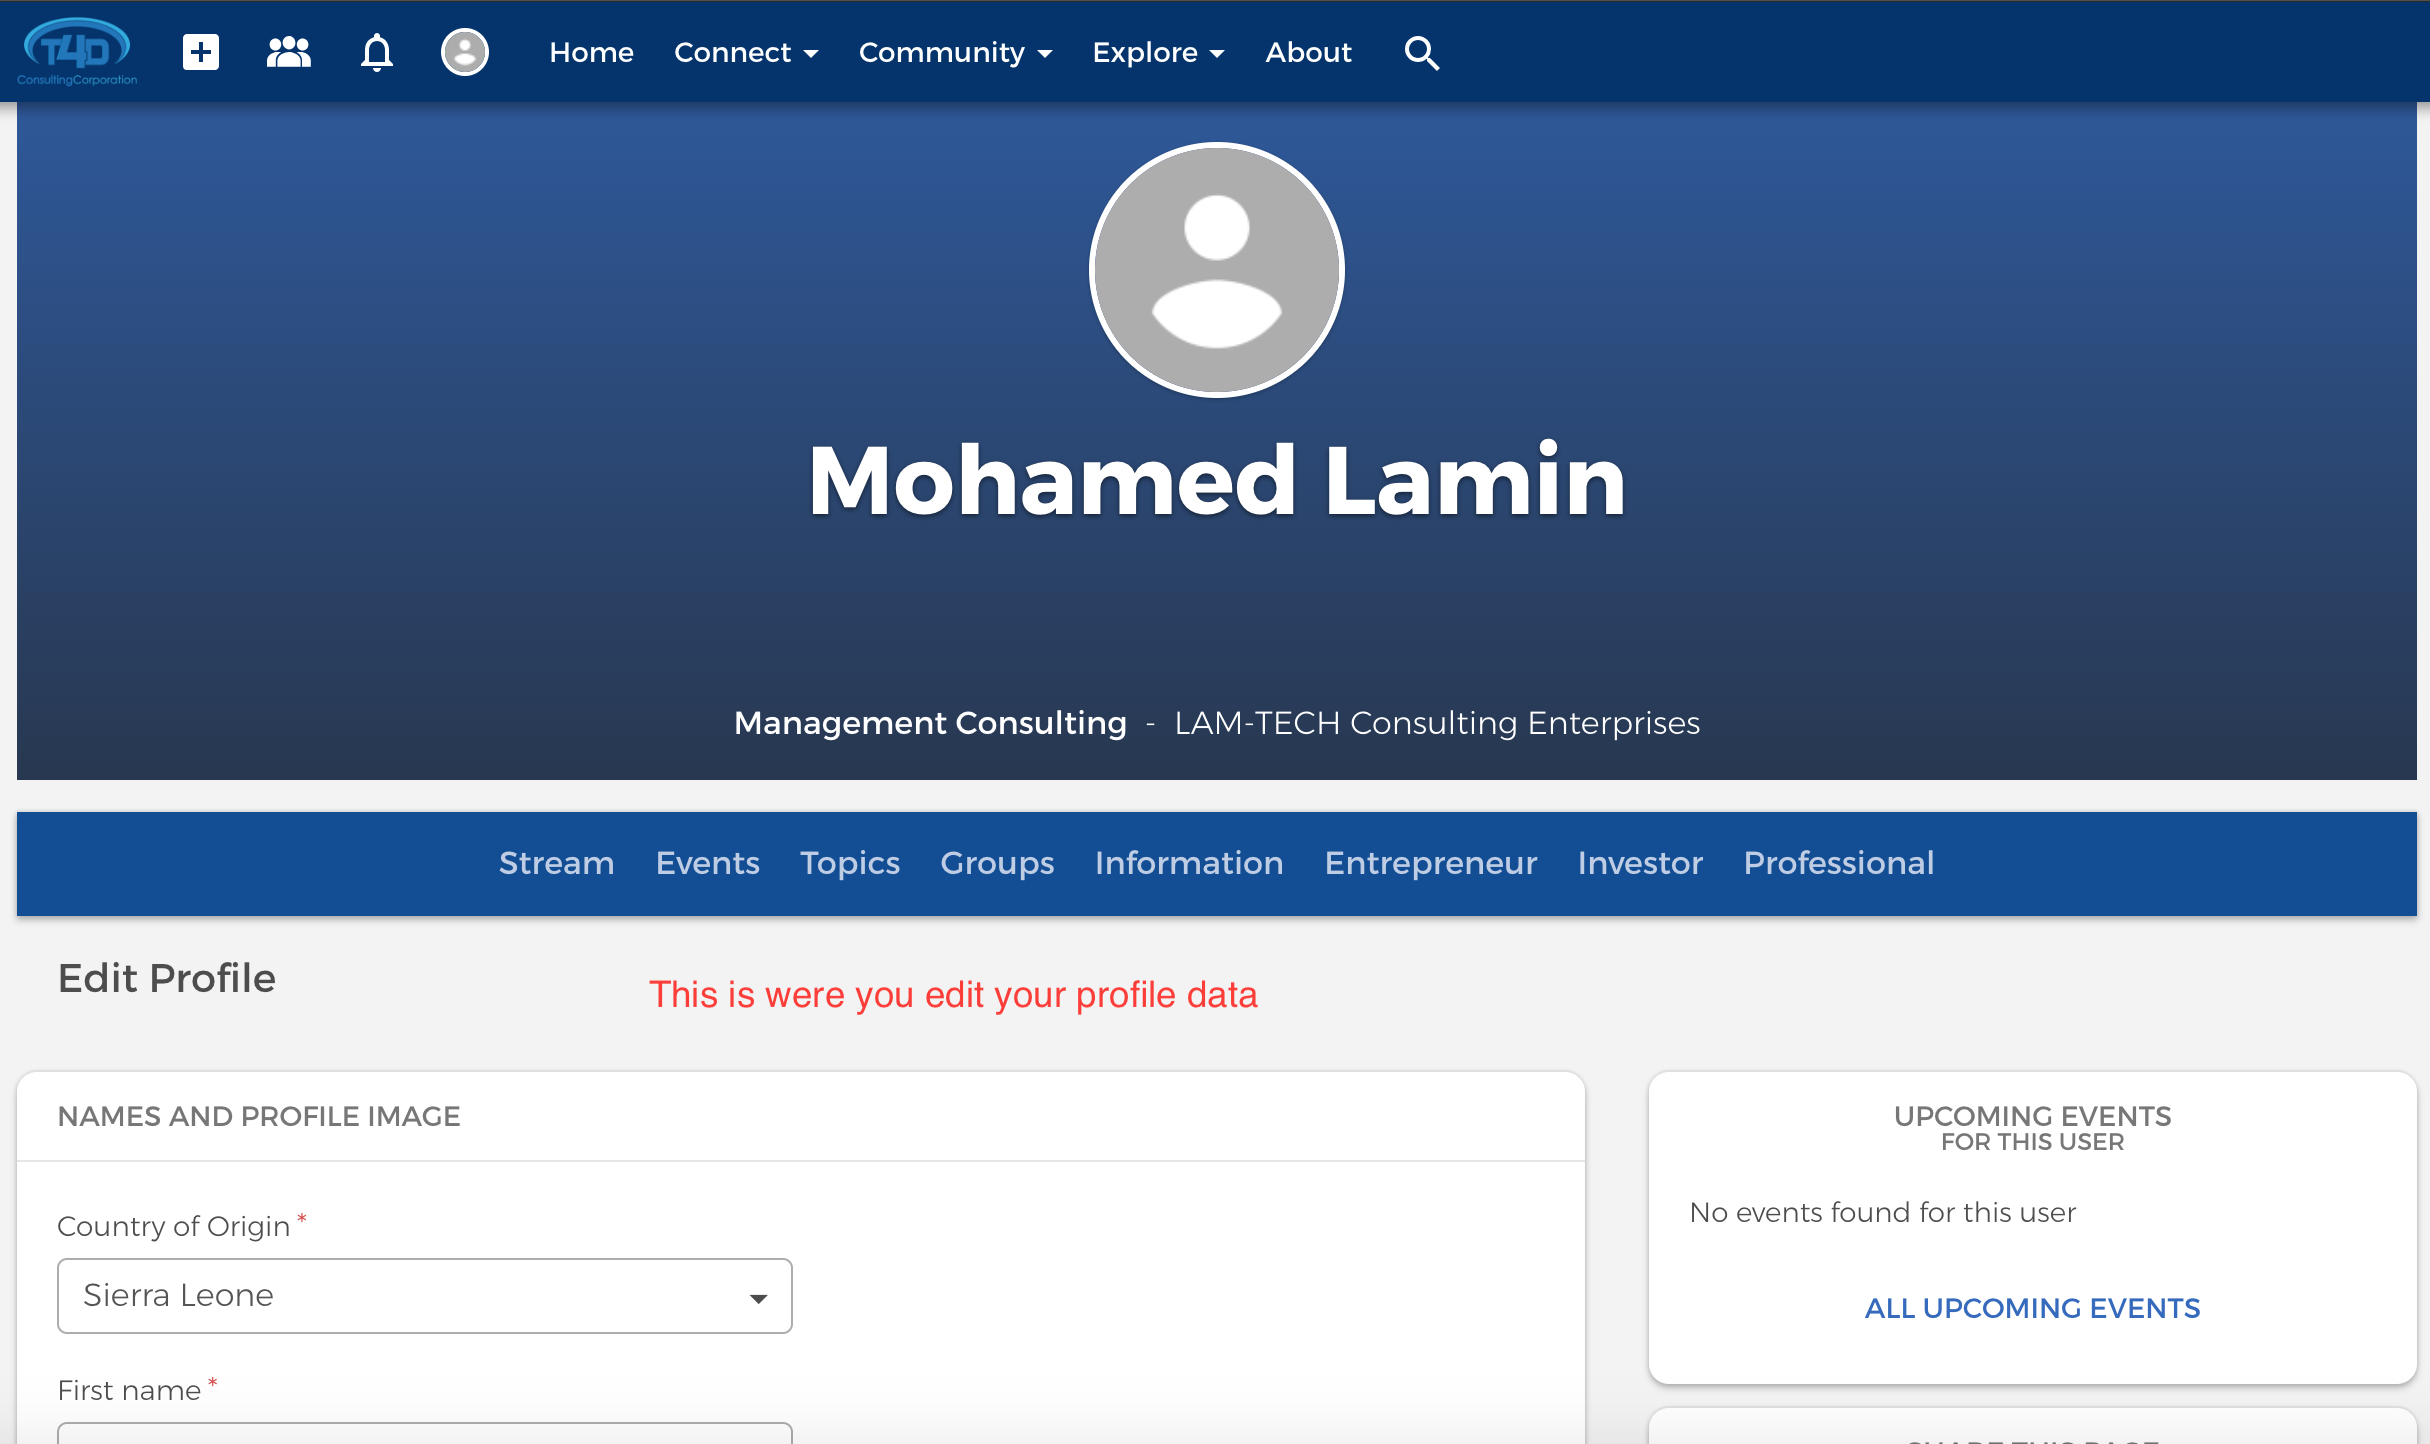 T4D
ConsultingCorporation
Home Connect Community Explore About
Mohamed Lamin
Management Consulting - LAM-TECH Consulting Enterprises
Stream Events Topics Groups Information Entrepreneur Investor Professional
Edit Profile
This is were you edit your profile data
NAMES AND PROFILE IMAGE
Country of Origin *
Sierra Leone
First name *
UPCOMING EVENTS
FOR THIS USER
No events found for this user
ALL UPCOMING EVENTS
SHARE THIS PAGE